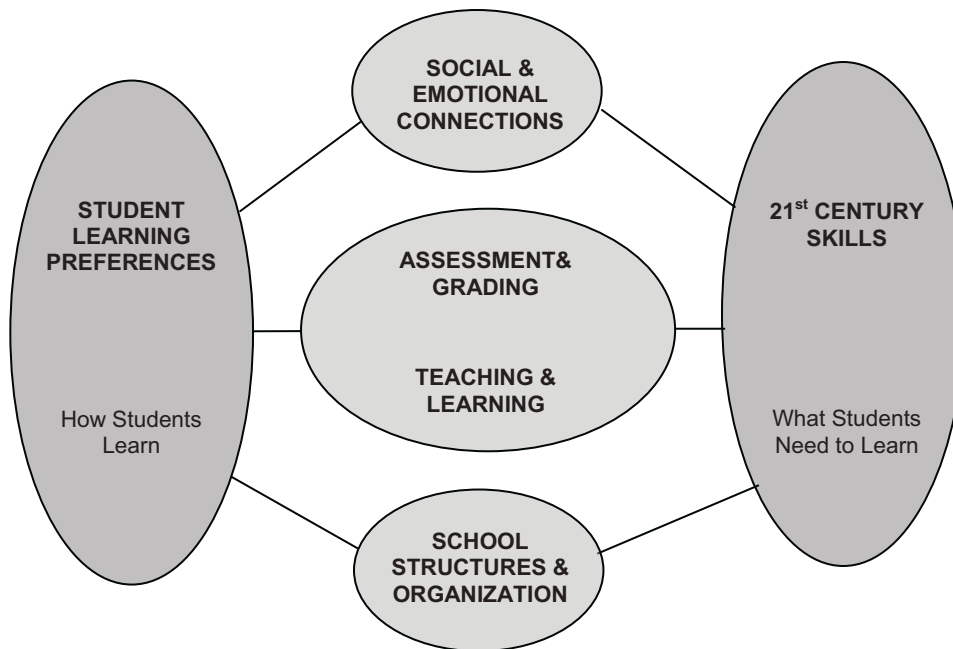 SOCIAL &
EMOTIONAL
CONNECTIONS
STUDENT
LEARNING
PREFERENCES
How Students
Learn
ASSESSMENT&
GRADING
TEACHING &
LEARNING
21st CENTURY
SKILLS
What Students
Need to Learn
SCHOOL
STRUCTURES &
ORGANIZATION